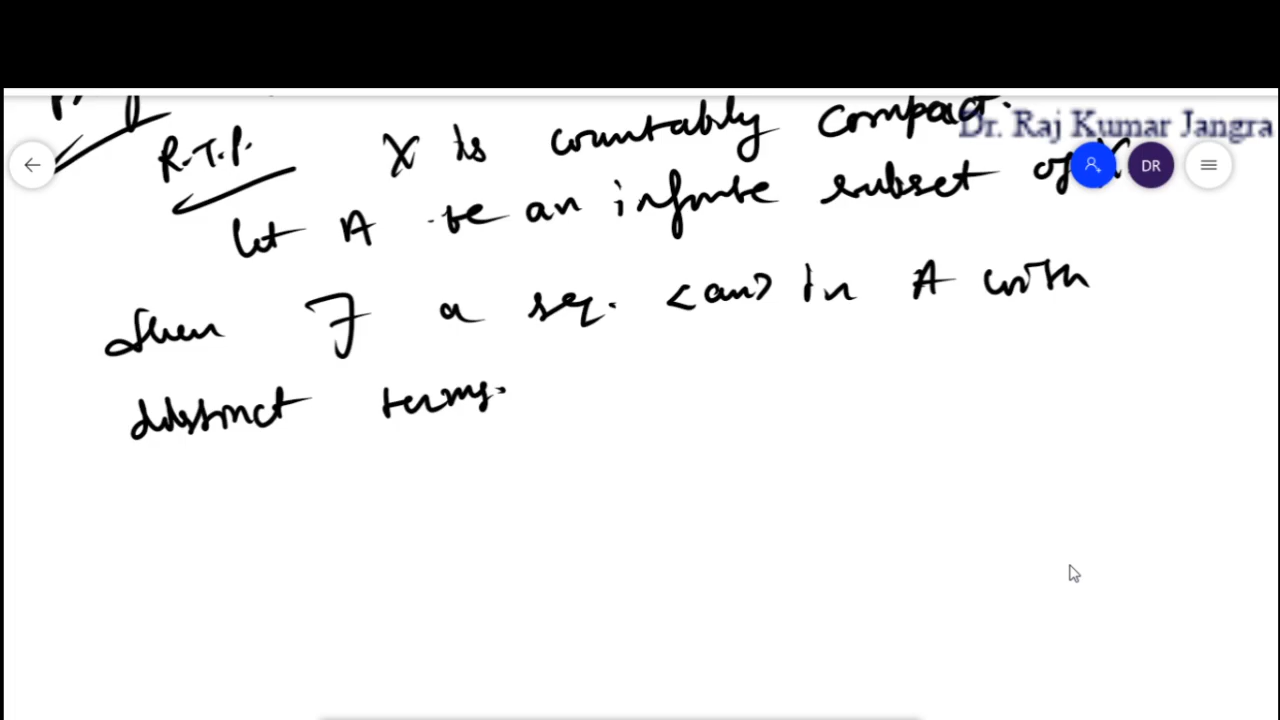 R.T.P. X is countably compact.
Dr. Raj Kumar Jangra
DR
Let A be an infinite subset of X
then ∃ a seq. <an> in A with
distinct terms.